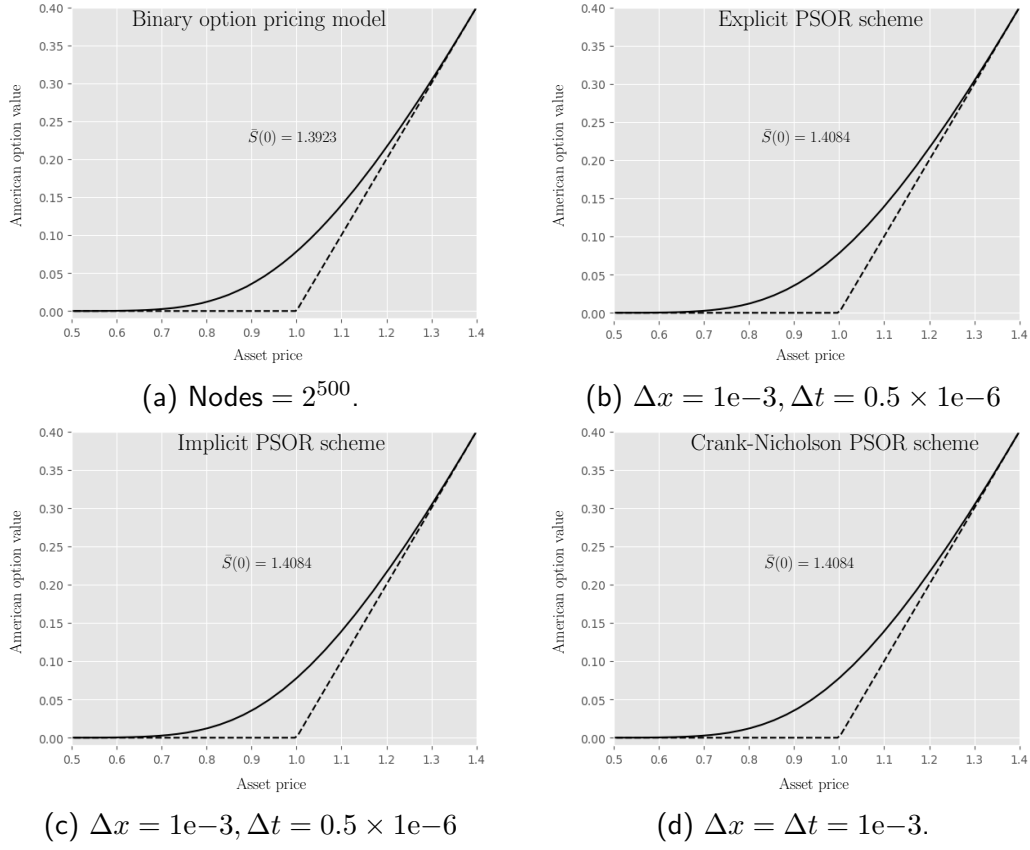 Binary option pricing model
American option value
0.40
0.35
0.30
0.25
0.20
0.15
0.10
0.05
0.00
S̄(0) = 1.3923
0.5 0.6 0.7 0.8 0.9 1.0 1.1 1.2 1.3 1.4
Asset price
(a) Nodes = 2^500.
Explicit PSOR scheme
American option value
0.40
0.35
0.30
0.25
0.20
0.15
0.10
0.05
0.00
S̄(0) = 1.4084
0.5 0.6 0.7 0.8 0.9 1.0 1.1 1.2 1.3 1.4
Asset price
(b) Δx = 1e−3, Δt = 0.5 × 1e−6
Implicit PSOR scheme
American option value
0.40
0.35
0.30
0.25
0.20
0.15
0.10
0.05
0.00
S̄(0) = 1.4084
0.5 0.6 0.7 0.8 0.9 1.0 1.1 1.2 1.3 1.4
Asset price
(c) Δx = 1e−3, Δt = 0.5 × 1e−6
Crank-Nicholson PSOR scheme
American option value
0.40
0.35
0.30
0.25
0.20
0.15
0.10
0.05
0.00
S̄(0) = 1.4084
0.5 0.6 0.7 0.8 0.9 1.0 1.1 1.2 1.3 1.4
Asset price
(d) Δx = Δt = 1e−3.